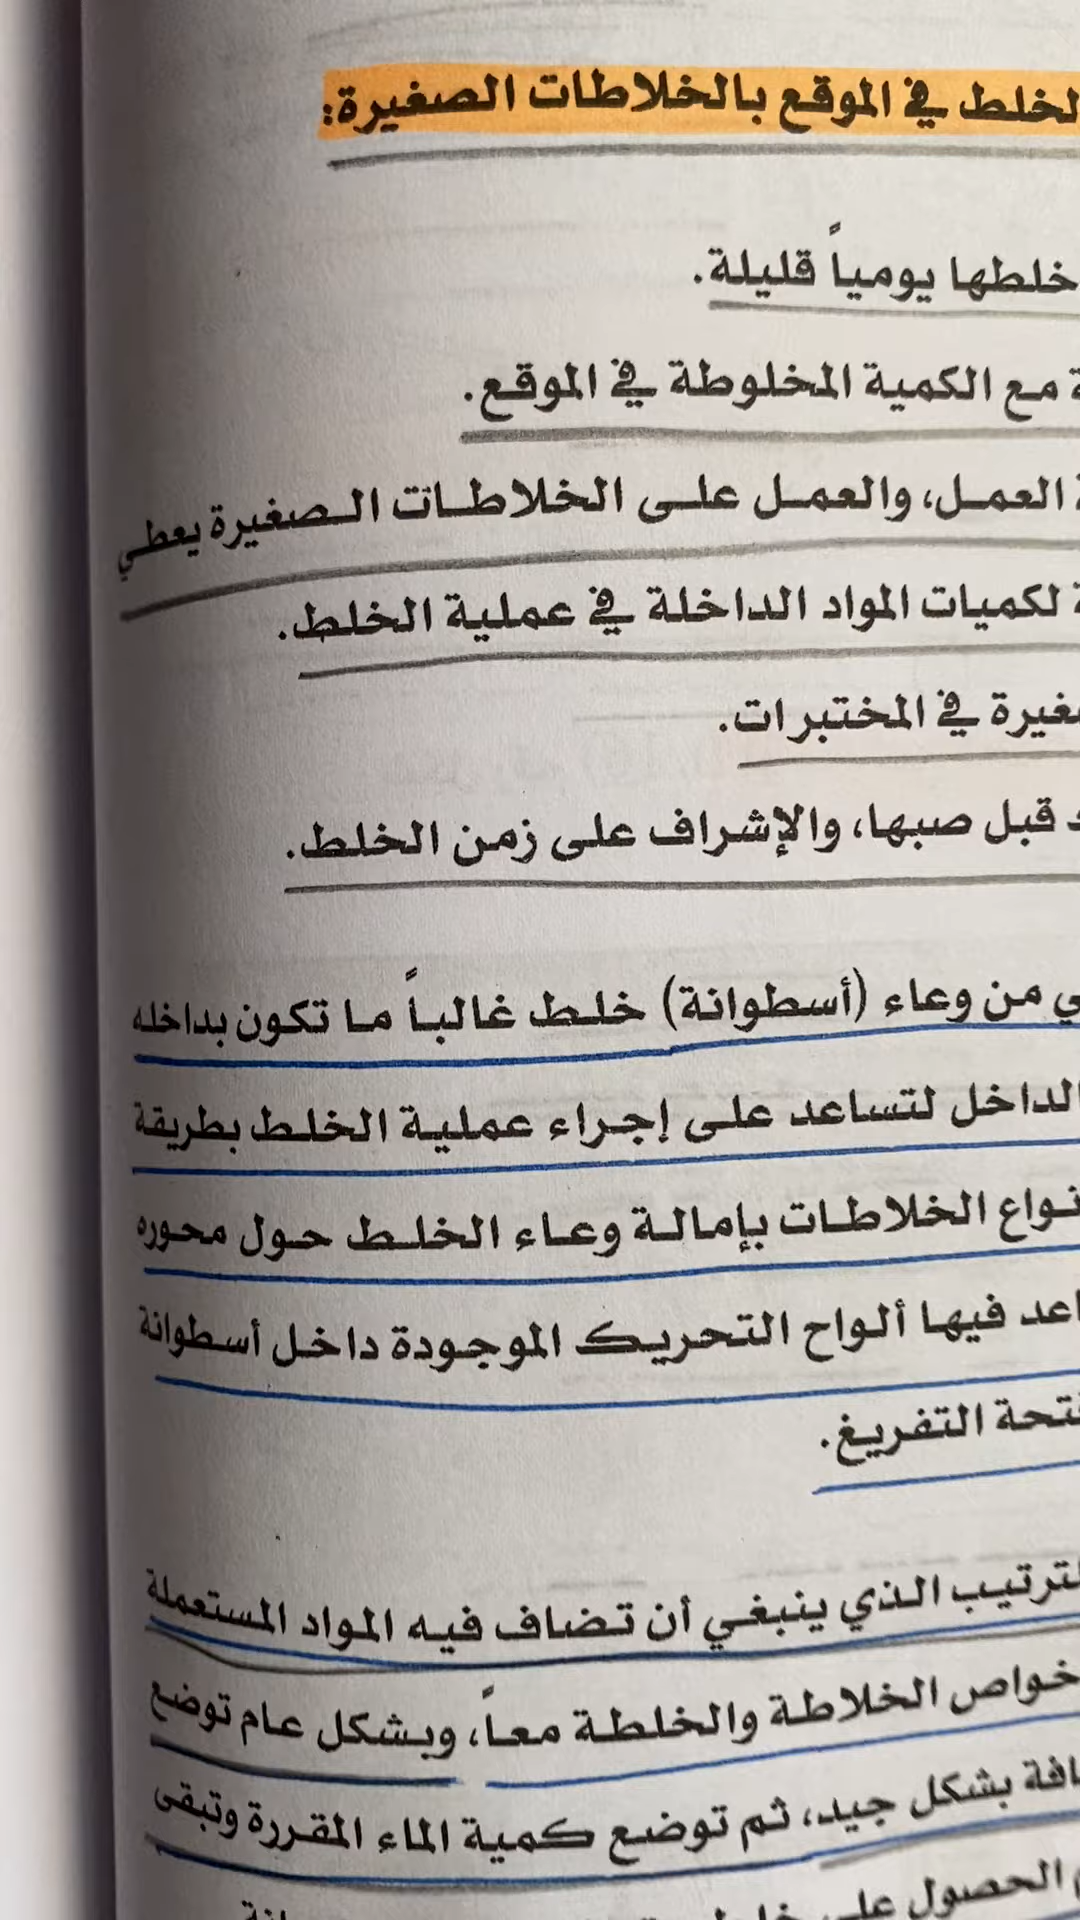 الخلط في الموقع بالخلاطات الصغيرة:
خلطها يومياً قليلة.
مع الكمية المخلوطة في الموقع.
العمل، والعمل على الخلاطات الصغيرة يعطي
لكميات المواد الداخلة في عملية الخلط.
في المختبرات.
قبل صبها، والإشراف على زمن الخلط.
من وعاء (أسطوانة) خلط غالباً ما تكون بداخله
الداخل لتساعد على إجراء عملية الخلط بطريقة
الخلاطات بإمالة وعاء الخلط حول محوره
فيها ألواح التحريك الموجودة داخل أسطوانة
التفريغ.
الذي ينبغي أن تضاف فيه المواد المستعملة
خواص الخلاطة والخلطة معاً، وبشكل عام توضع
بشكل جيد، ثم توضع كمية الماء المقررة وتبقى
الحصول على